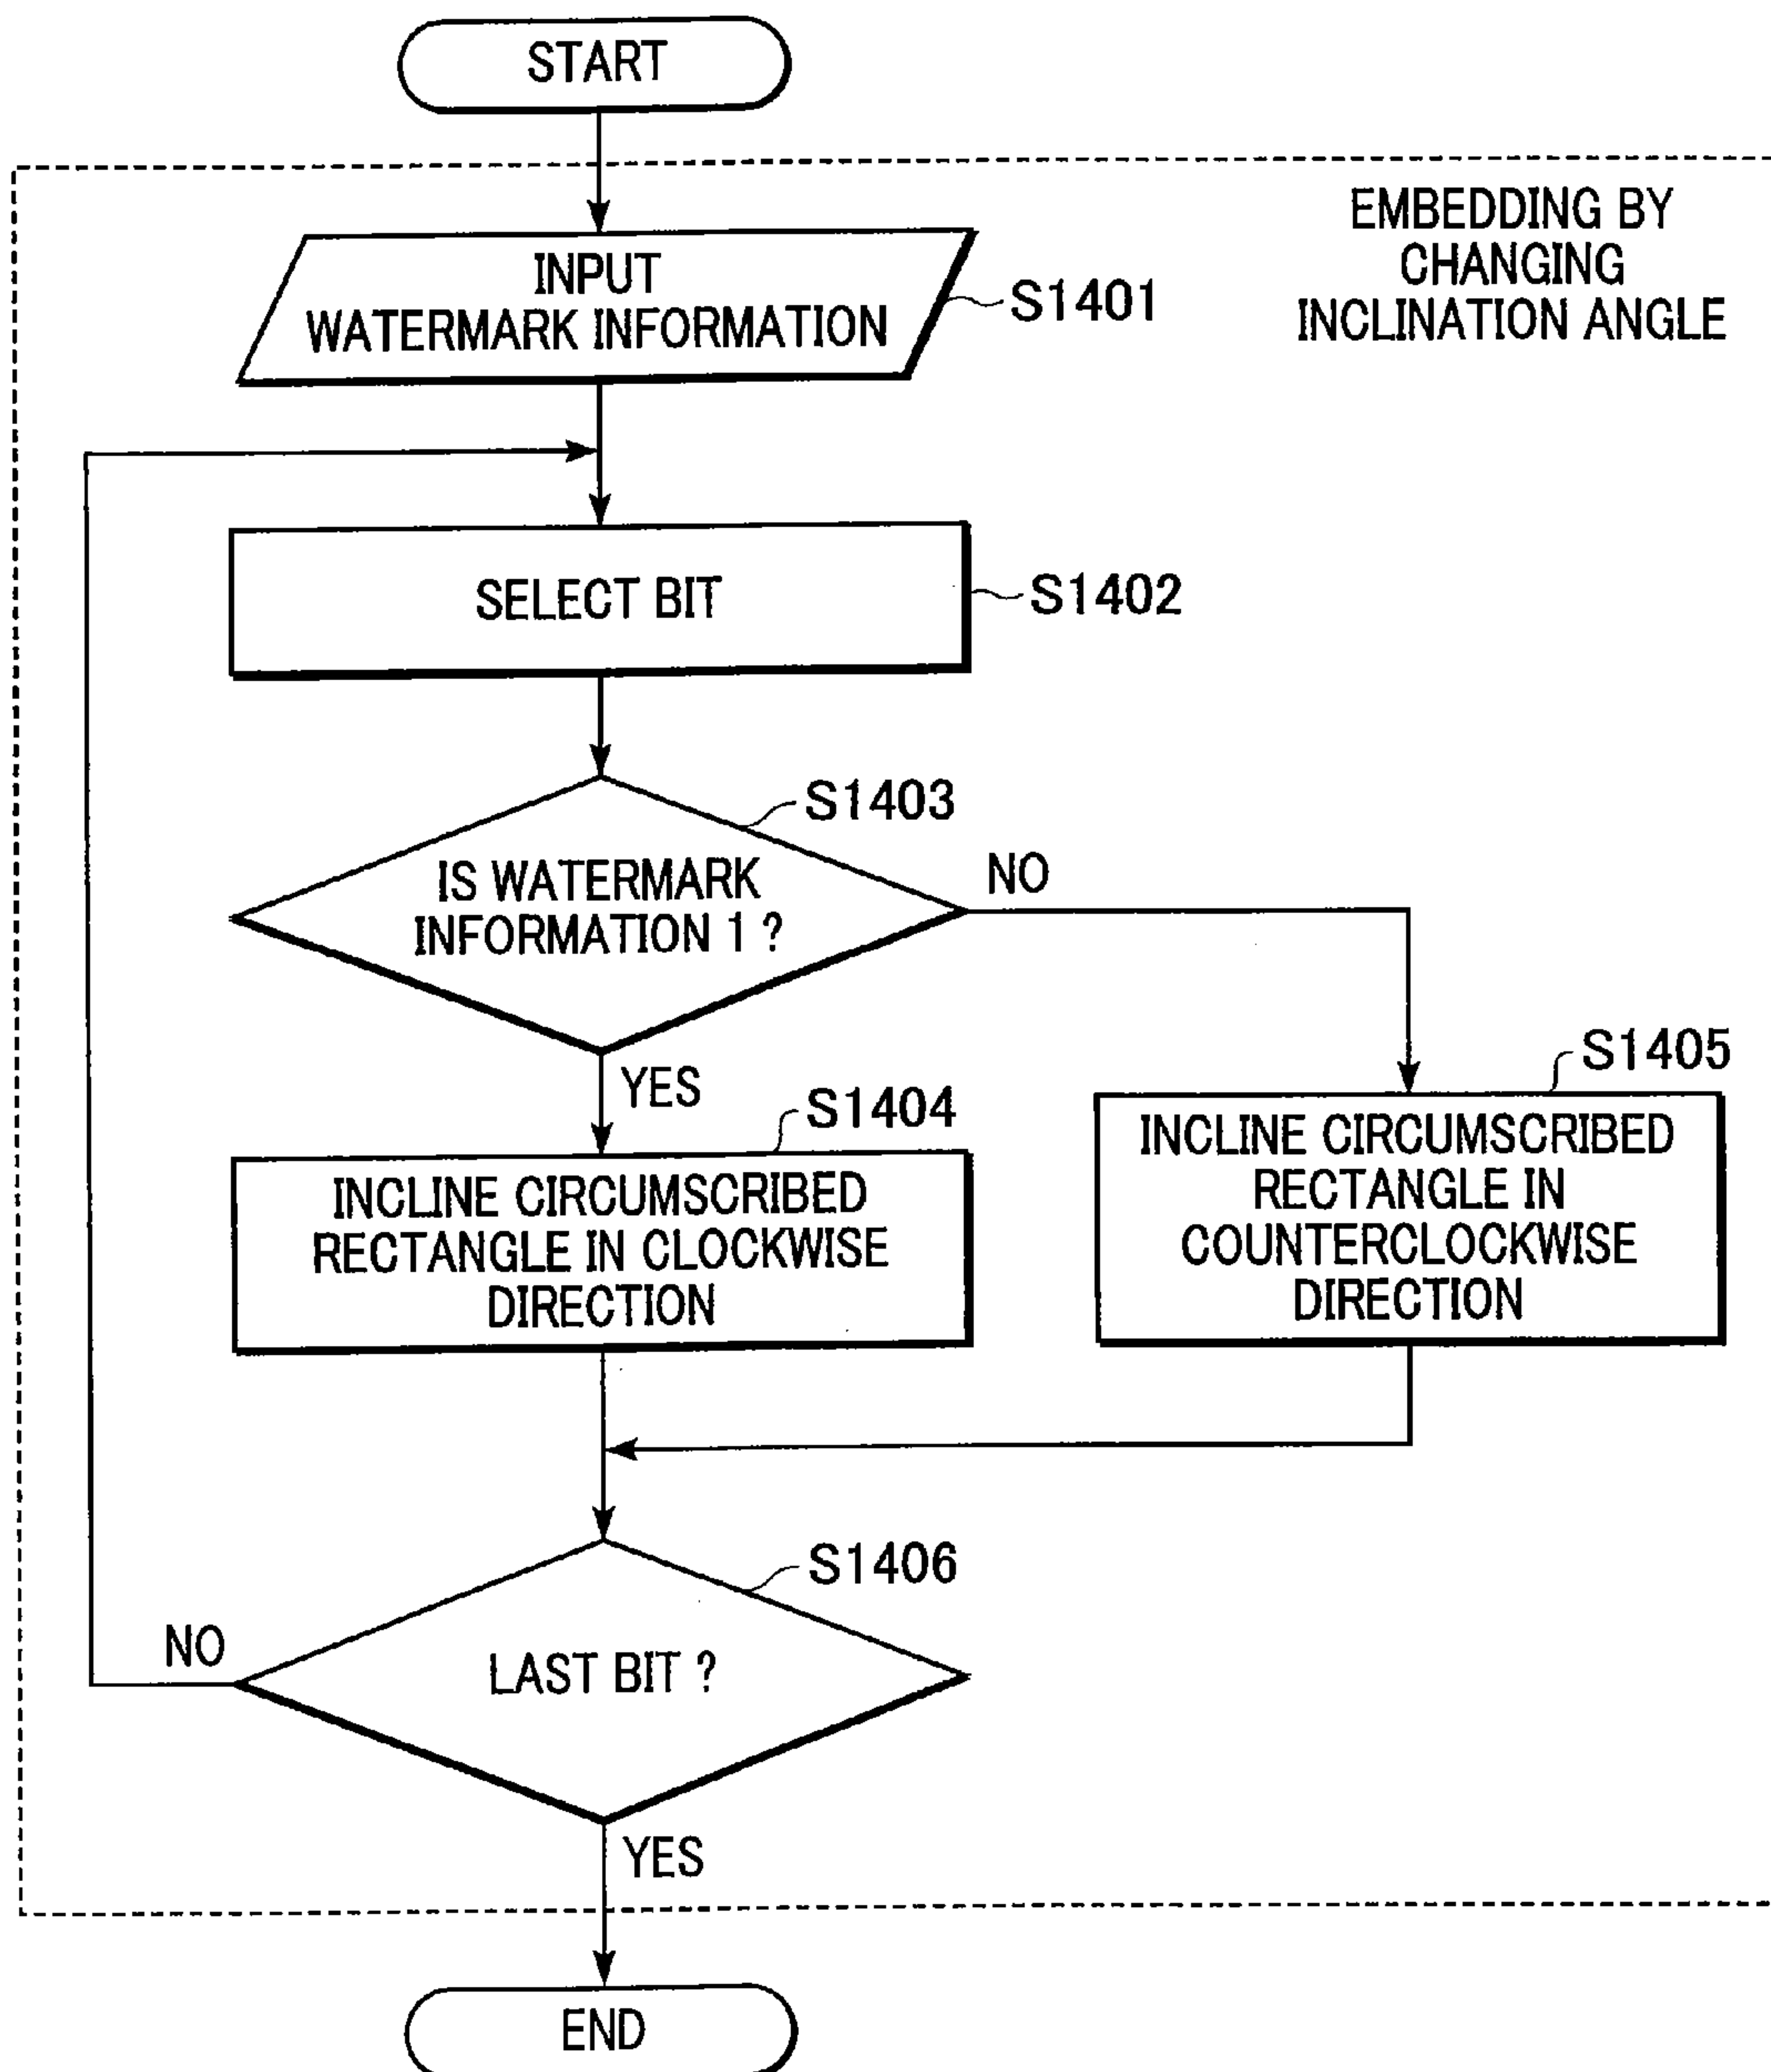 START
EMBEDDING BY
CHANGING
INCLINATION ANGLE
INPUT
WATERMARK INFORMATION
S1401
SELECT BIT
S1402
S1403
IS WATERMARK
INFORMATION 1 ?
NO
YES
S1404
INCLINE CIRCUMSCRIBED
RECTANGLE IN CLOCKWISE
DIRECTION
S1405
INCLINE CIRCUMSCRIBED
RECTANGLE IN
COUNTERCLOCKWISE
DIRECTION
S1406
LAST BIT ?
NO
YES
END